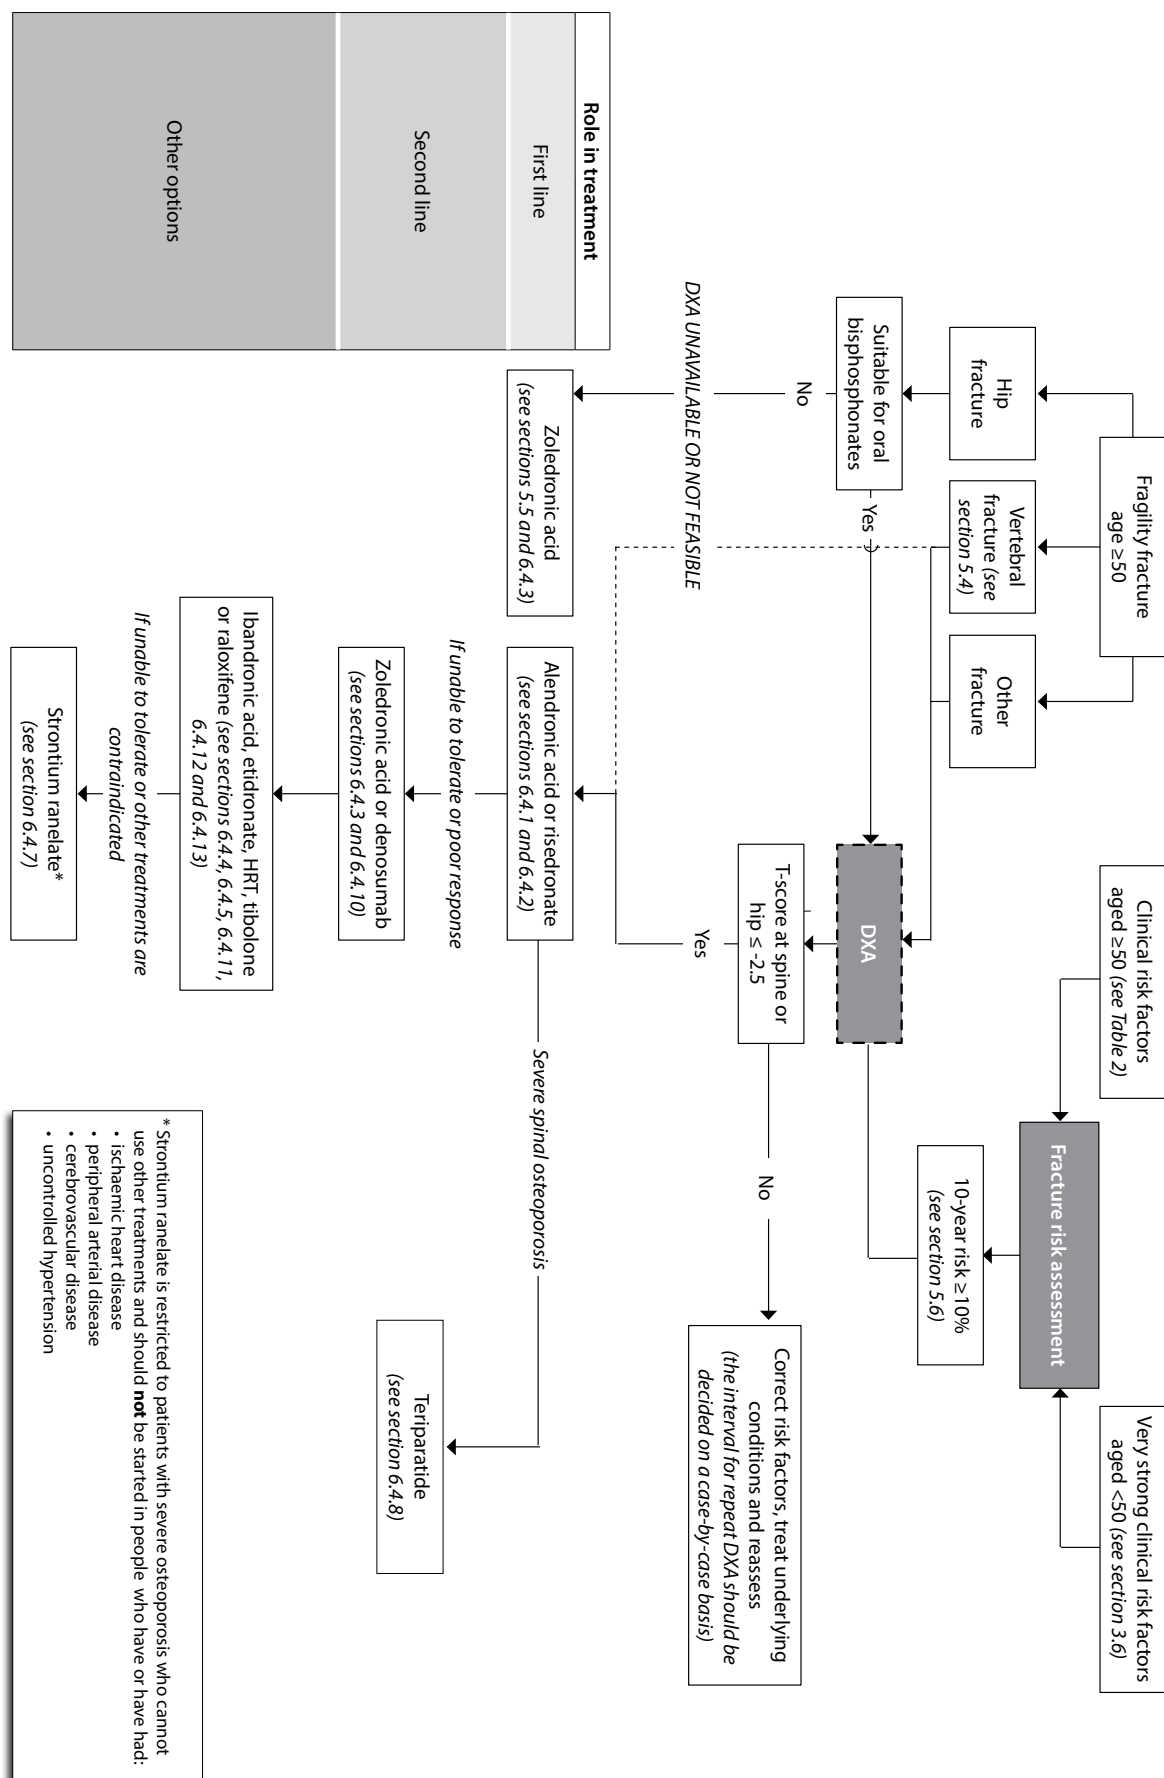 Fragility fracture
age ≥50
Clinical risk factors
aged ≥50 (see Table 2)
Very strong clinical risk factors
aged <50 (see section 3.6)
Fracture risk assessment
Hip
fracture
Vertebral
fracture (see
section 5.4)
Other
fracture
10-year risk ≥10%
(see section 5.6)
Suitable for oral
bisphosphonates
Yes
DXA
No
T-score at spine or
hip ≤ -2.5
No
Correct risk factors, treat underlying
conditions and reassess
(the interval for repeat DXA should be
decided on a case-by-case basis)
DXA UNAVAILABLE OR NOT FEASIBLE
Yes
Role in treatment
First line
Zoledronic acid
(see sections 5.5 and 6.4.3)
Alendronic acid or risedronate
(see sections 6.4.1 and 6.4.2)
Severe spinal osteoporosis
If unable to tolerate or poor response
Second line
Zoledronic acid or denosumab
(see sections 6.4.3 and 6.4.10)
Teriparatide
(see section 6.4.8)
Other options
Ibandronic acid, etidronate, HRT, tibolone
or raloxifene (see sections 6.4.4, 6.4.5, 6.4.11,
6.4.12 and 6.4.13)
If unable to tolerate or other treatments are
contraindicated
Strontium ranelate*
(see section 6.4.7)
* Strontium ranelate is restricted to patients with severe osteoporosis who cannot
use other treatments and should not be started in people who have or have had:
• ischaemic heart disease
• peripheral arterial disease
• cerebrovascular disease
• uncontrolled hypertension